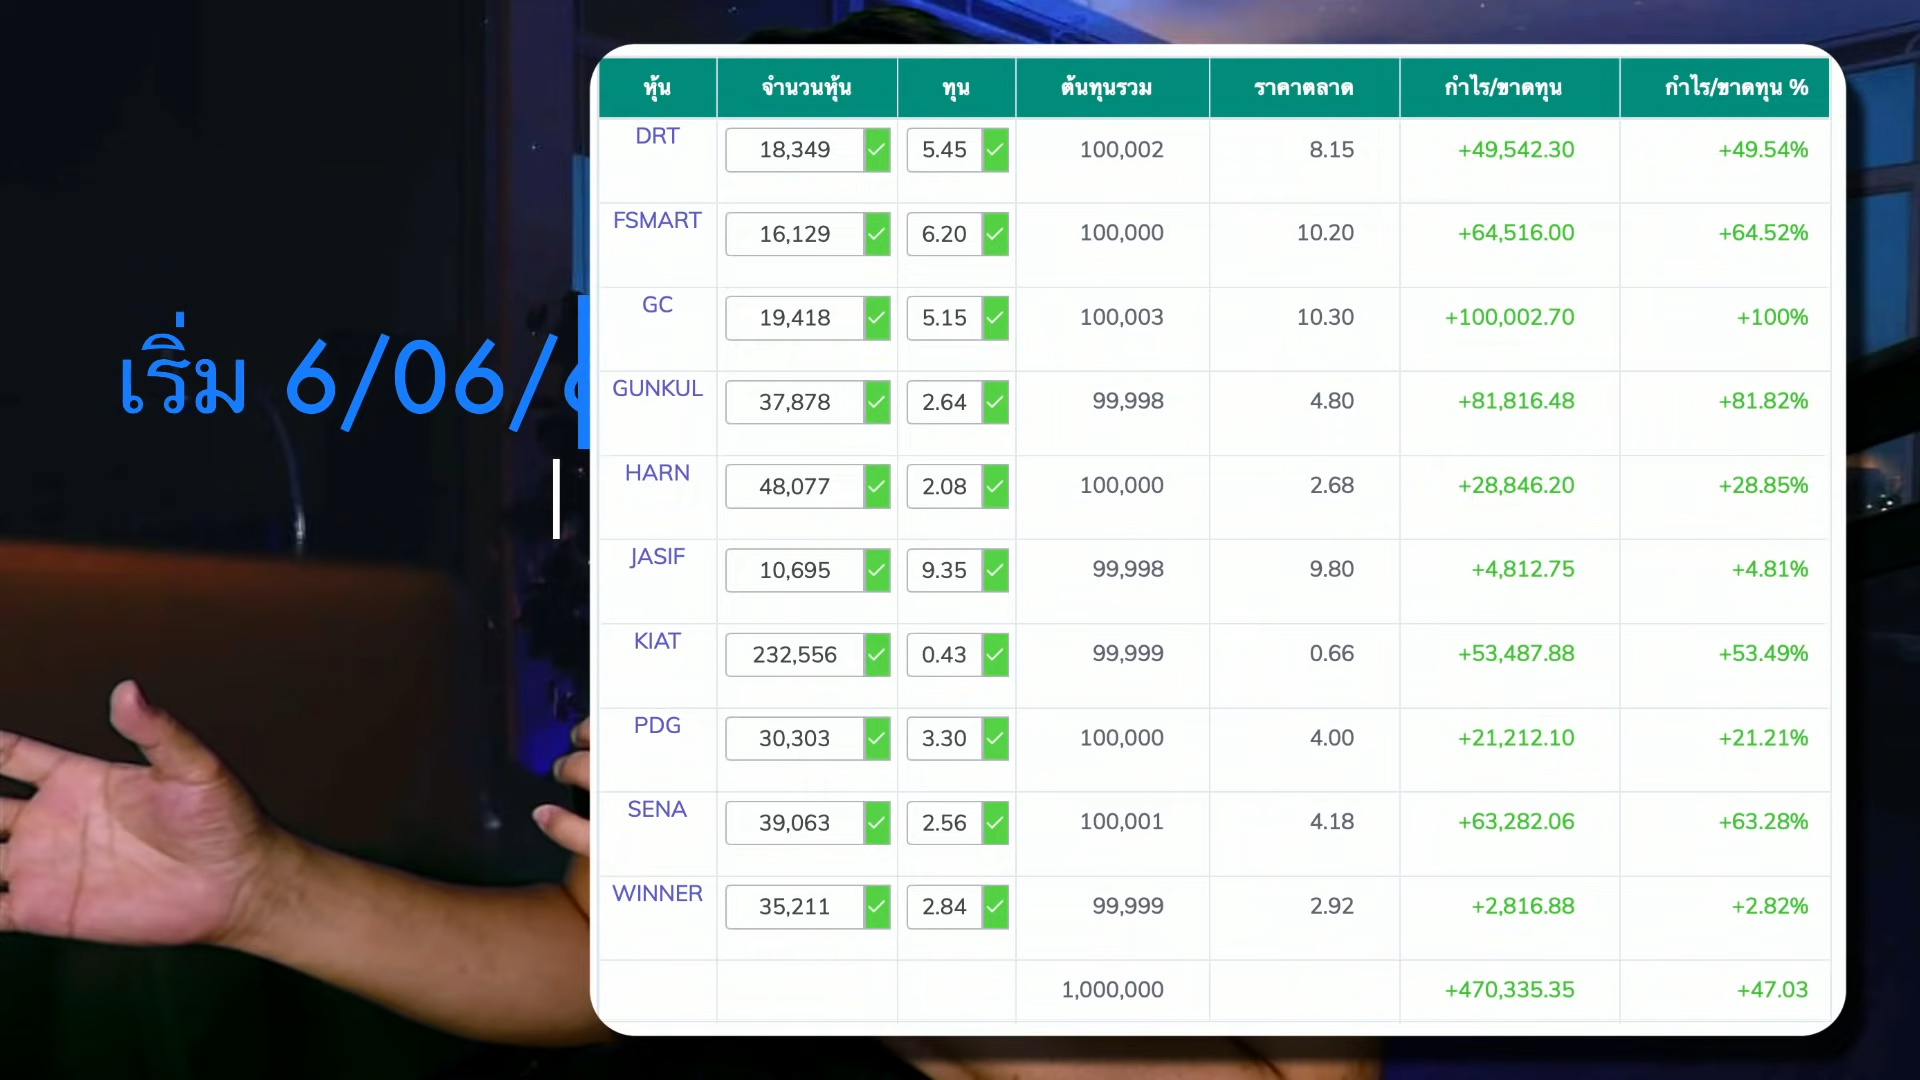 เริ่ม 6/06/6
หุ้น จำนวนหุ้น ทุน ต้นทุนรวม ราคาตลาด กำไร/ขาดทุน กำไร/ขาดทุน %
DRT 18,349 5.45 100,002 8.15 +49,542.30 +49.54%
FSMART 16,129 6.20 100,000 10.20 +64,516.00 +64.52%
GC 19,418 5.15 100,003 10.30 +100,002.70 +100%
GUNKUL 37,878 2.64 99,998 4.80 +81,816.48 +81.82%
HARN 48,077 2.08 100,000 2.68 +28,846.20 +28.85%
JASIF 10,695 9.35 99,998 9.80 +4,812.75 +4.81%
KIAT 232,556 0.43 99,999 0.66 +53,487.88 +53.49%
PDG 30,303 3.30 100,000 4.00 +21,212.10 +21.21%
SENA 39,063 2.56 100,001 4.18 +63,282.06 +63.28%
WINNER 35,211 2.84 99,999 2.92 +2,816.88 +2.82%
1,000,000 +470,335.35 +47.03